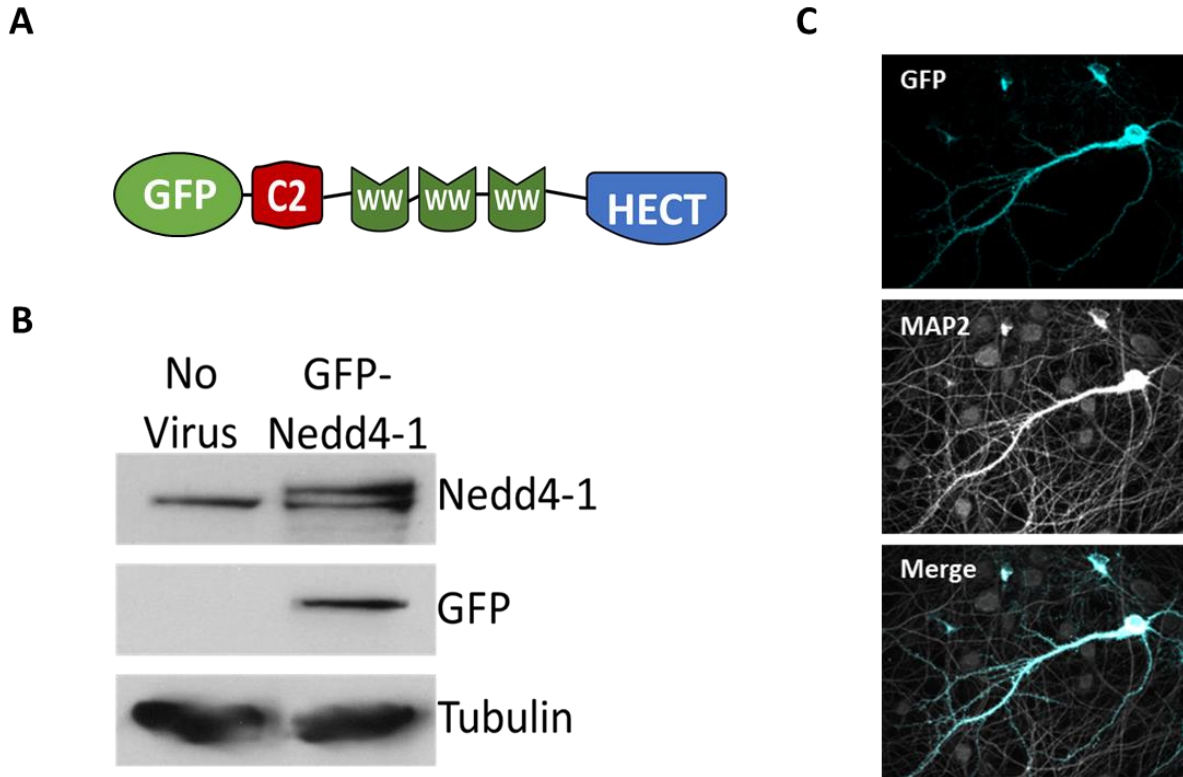 A
GFP
C2
WW
WW
WW
HECT
B
No
Virus
GFP-
Nedd4-1
Nedd4-1
GFP
Tubulin
C
GFP
MAP2
Merge